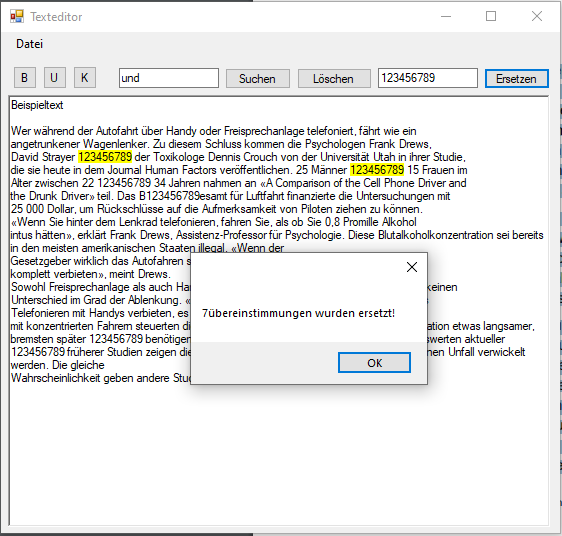 Texteditor
Datei
B U K und Suchen Löschen 123456789 Ersetzen
Beispieltext
Wer während der Autofahrt über Handy oder Freisprechanlage telefoniert, fährt wie ein
angetrunkener Wagenlenker. Zu diesem Schluss kommen die Psychologen Frank Drews,
David Strayer 123456789 der Toxikologe Dennis Crouch von der Universität Utah in ihrer Studie,
die sie heute in dem Journal Human Factors veröffentlichen. 25 Männer 123456789 15 Frauen im
Alter zwischen 22 123456789 34 Jahren nahmen an «A Comparison of the Cell Phone Driver and
the Drunk Driver» teil. Das B123456789esamt für Luftfahrt finanzierte die Untersuchungen mit
25 000 Dollar, um Rückschlüsse auf die Aufmerksamkeit von Piloten ziehen zu können.
«Wenn Sie hinter dem Lenkrad telefonieren, fahren Sie, als ob Sie 0,8 Promille Alkohol
intus hätten», erklärt Frank Drews, Assistenz-Professor für Psychologie. Diese Blutalkoholkonzentration sei bereits
in den meisten amerikanischen Staaten illegal. «Wenn der
Gesetzgeber wirklich das Autofahren s
komplett verbieten», meint Drews.
Sowohl Freisprechanlage als auch Han keinen
Unterschied im Grad der Ablenkung. « s
Telefonieren mit Handys verbieten, es
mit konzentrierten Fahrern steuerten di ation etwas langsamer,
bremsten später 123456789 benötigen swerten aktueller
123456789 früherer Studien zeigen die nen Unfall verwickelt
werden. Die gleiche
Wahrscheinlichkeit geben andere Stud
7übereinstimmungen wurden ersetzt!
OK